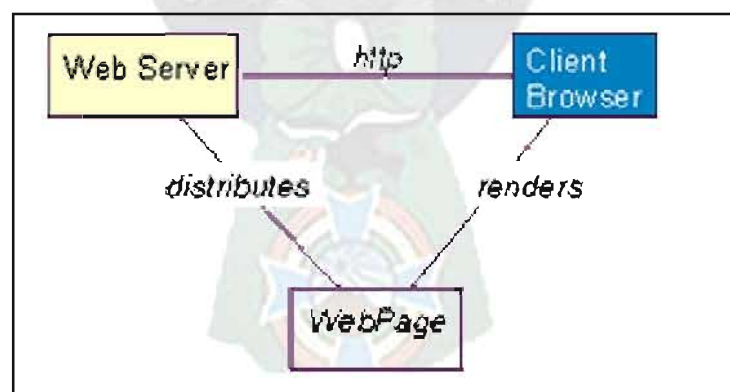 Web Server
http
Client
Browser
distributes
renders
WebPage